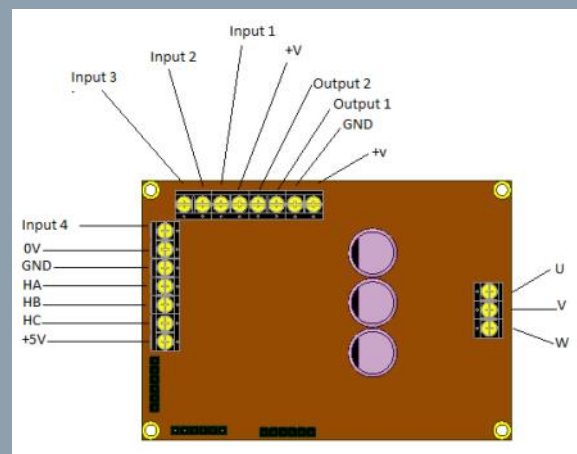 Input 1
+V
Input 2
Input 3
Output 2
Output 1
GND
+v
Input 4
0V
GND
HA
HB
HC
+5V
U
V
W